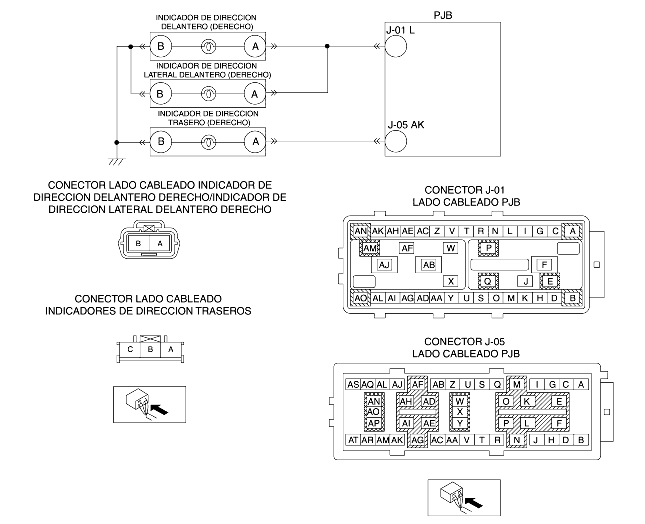 INDICADOR DE DIRECCION
DELANTERO (DERECHO)
PJB
B A
J-01 L
INDICADOR DE DIRECCION
LATERAL DELANTERO (DERECHO)
B A
INDICADOR DE DIRECCION
TRASERO (DERECHO)
J-05 AK
B A
CONECTOR LADO CABLEADO INDICADOR DE
DIRECCION DELANTERO DERECHO/INDICADOR DE
DIRECCION LATERAL DELANTERO DERECHO
B A
CONECTOR J-01
LADO CABLEADO PJB
AN AK AH AE AC Z V T R N L I G C A
AM AF W P
AJ AB F
X Q J E
AO AL AI AG AD AA Y U S O M K H D B
CONECTOR LADO CABLEADO
INDICADORES DE DIRECCION TRASEROS
C B A
CONECTOR J-05
LADO CABLEADO PJB
AS AQ AL AJ AF AB Z U S Q M I G C A
AN AH AD W O K E
AO X
AP AI AE Y P L F
AT AR AM AK AG AC AA V T R N J H D B